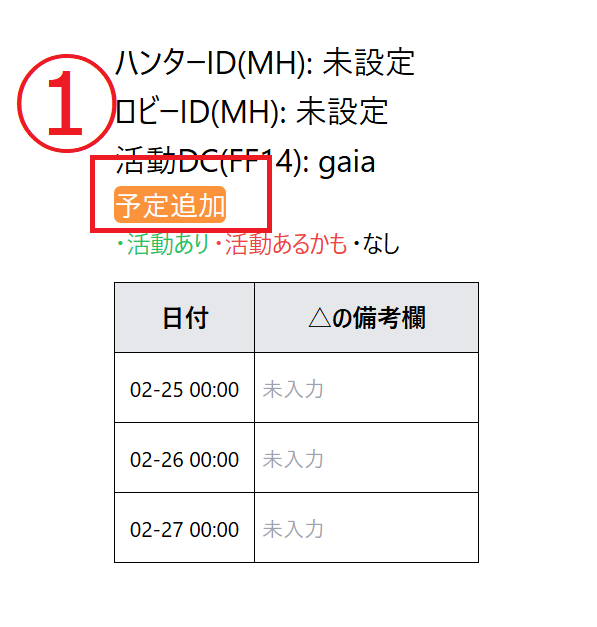 ①
ハンターID(MH): 未設定
ロビーID(MH): 未設定
活動DC(FF14): gaia
予定追加
・活動あり ・活動あるかも ・なし
日付 △の備考欄
02-25 00:00 未入力
02-26 00:00 未入力
02-27 00:00 未入力